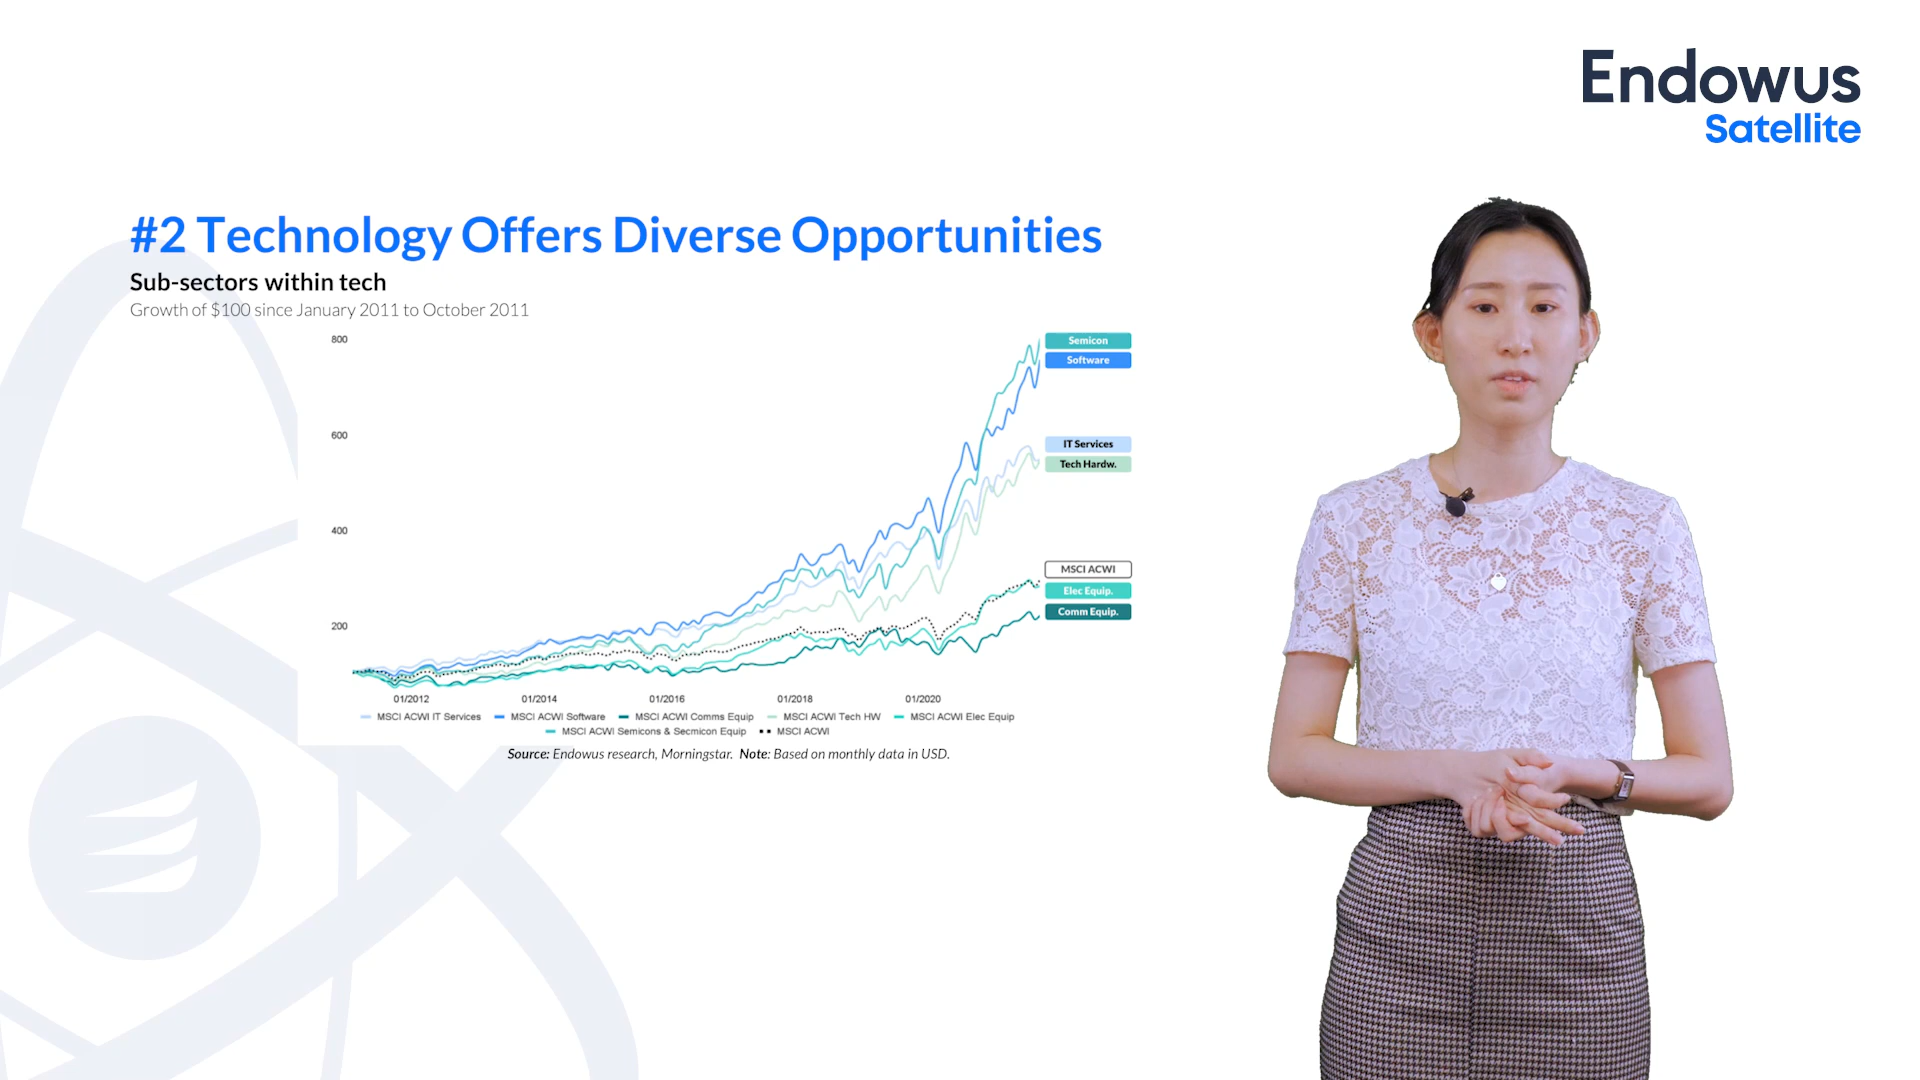 Endowus
Satellite
#2 Technology Offers Diverse Opportunities
Sub-sectors within tech
Growth of $100 since January 2011 to October 2011
800
600
400
200
Semicon
Software
IT Services
Tech Hardw.
MSCI ACWI
Elec Equip.
Comm Equip.
01/2012 01/2014 01/2016 01/2018 01/2020
MSCI ACWI IT Services MSCI ACWI Software MSCI ACWI Comms Equip MSCI ACWI Tech HW MSCI ACWI Elec Equip
MSCI ACWI Semicons & Secmicon Equip MSCI ACWI
Source: Endowus research, Morningstar. Note: Based on monthly data in USD.